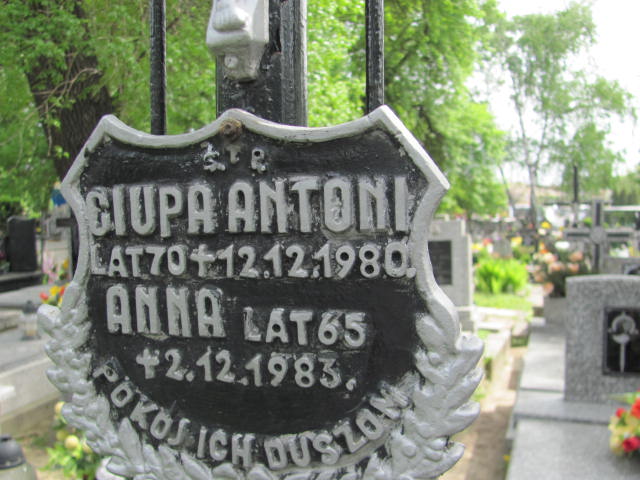 Ś.†P.
CIUPA ANTONI
LAT 70 † 12.12.1980.
ANNA LAT 65
† 2.12.1983.
POKÓJ ICH DUSZOM